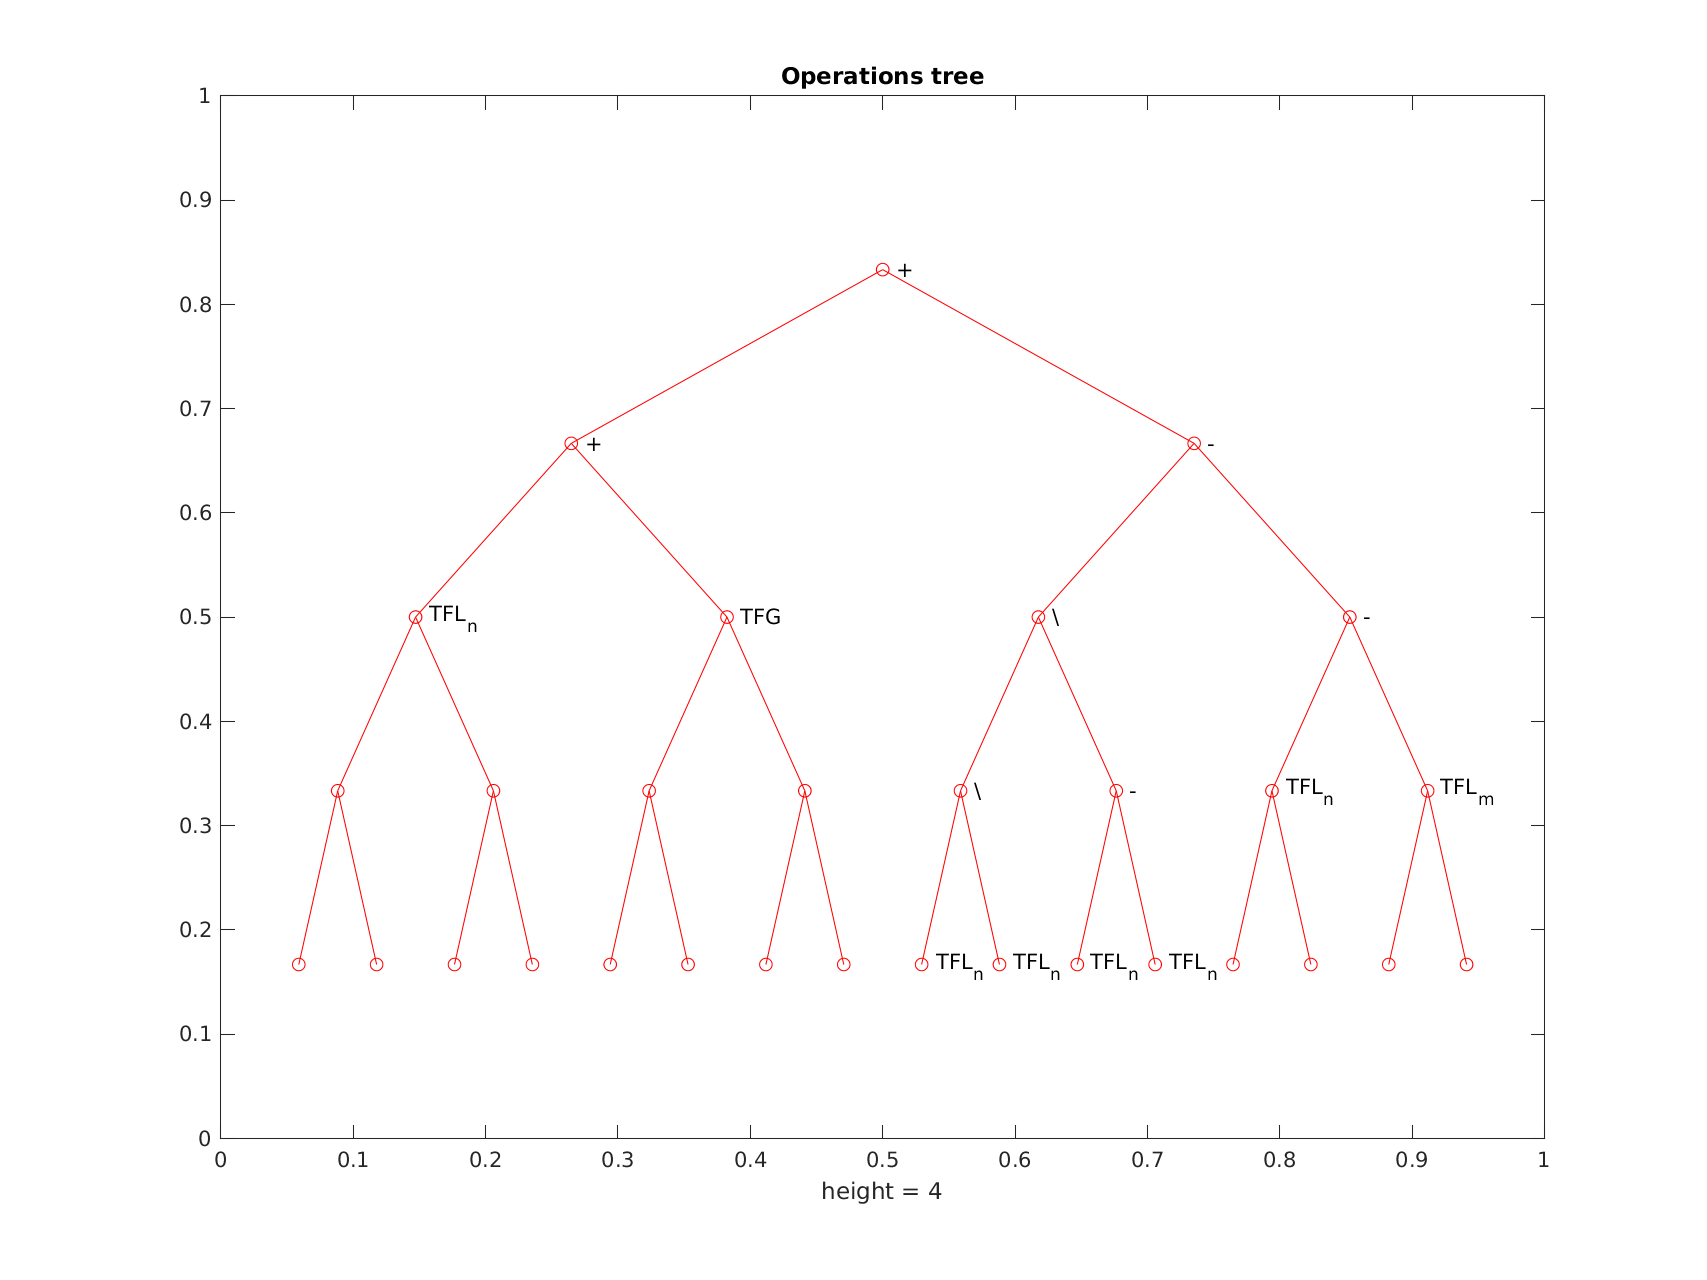 Operations tree
1
0.9
+
0.8
0.7
+ -
0.6
TFLn TFG \ -
0.5
0.4
\ - TFLn TFLm
0.3
0.2
TFLn TFLn TFLn TFLn
0.1
0
0 0.1 0.2 0.3 0.4 0.5 0.6 0.7 0.8 0.9 1
height = 4